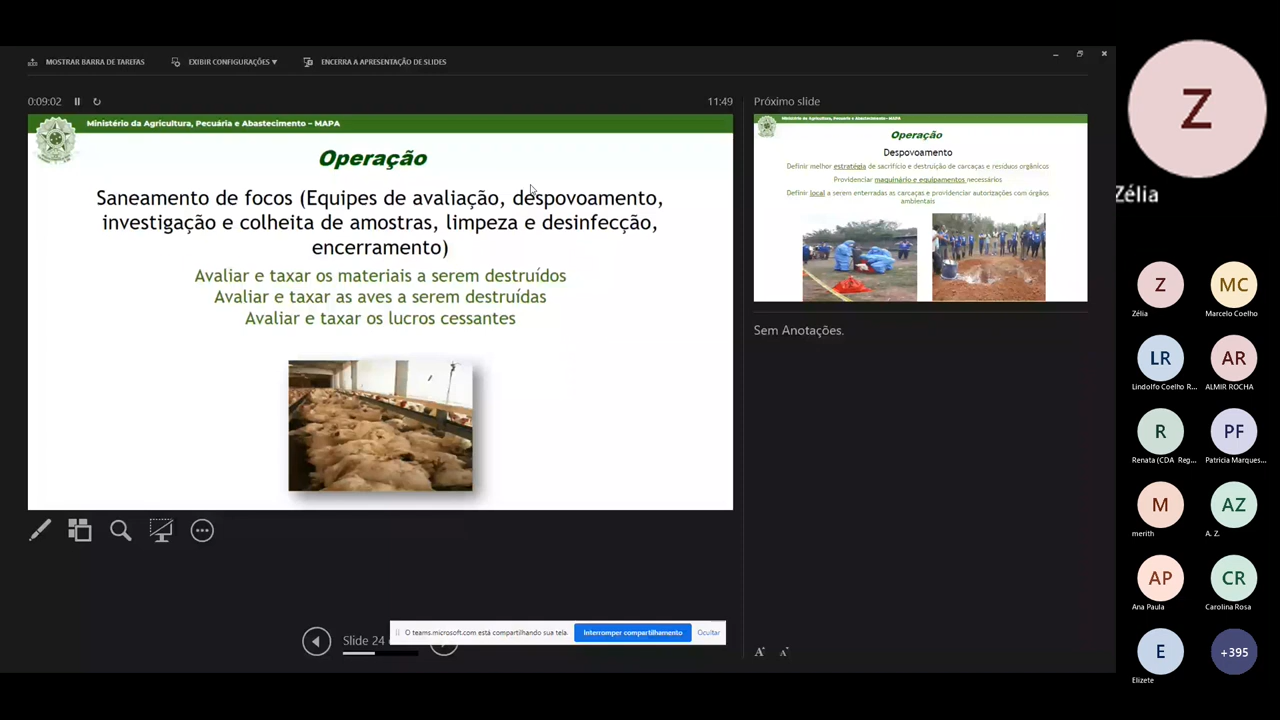 MOSTRAR BARRA DE TAREFAS
EXIBIR CONFIGURAÇÕES ▼
ENCERRA A APRESENTAÇÃO DE SLIDES
0:09:02
11:49
Ministério da Agricultura, Pecuária e Abastecimento – MAPA
Operação
Saneamento de focos (Equipes de avaliação, despovoamento,
investigação e colheita de amostras, limpeza e desinfecção,
encerramento)
Avaliar e taxar os materiais a serem destruídos
Avaliar e taxar as aves a serem destruídas
Avaliar e taxar os lucros cessantes
Próximo slide
Ministério da Agricultura, Pecuária e Abastecimento – MAPA
Operação
Despovoamento
Definir melhor estratégia de sacrifício e destruição de carcaças e resíduos orgânicos
Providenciar maquinário e equipamentos necessários
Definir local a serem enterradas as carcaças e providenciar autorizações com órgãos
ambientais
Sem Anotações.
Slide 24
O teams.microsoft.com está compartilhando sua tela.
Interromper compartilhamento
Ocultar
A
A
Z
Zélia
Z
Zélia
MC
Marcelo Coelho
LR
Lindolfo Coelho R...
AR
ALMIR ROCHA
R
Renata (CDA Reg...
PF
Patricia Marques...
M
merith
AZ
A. Z.
AP
Ana Paula
CR
Carolina Rosa
E
Elizete
+395